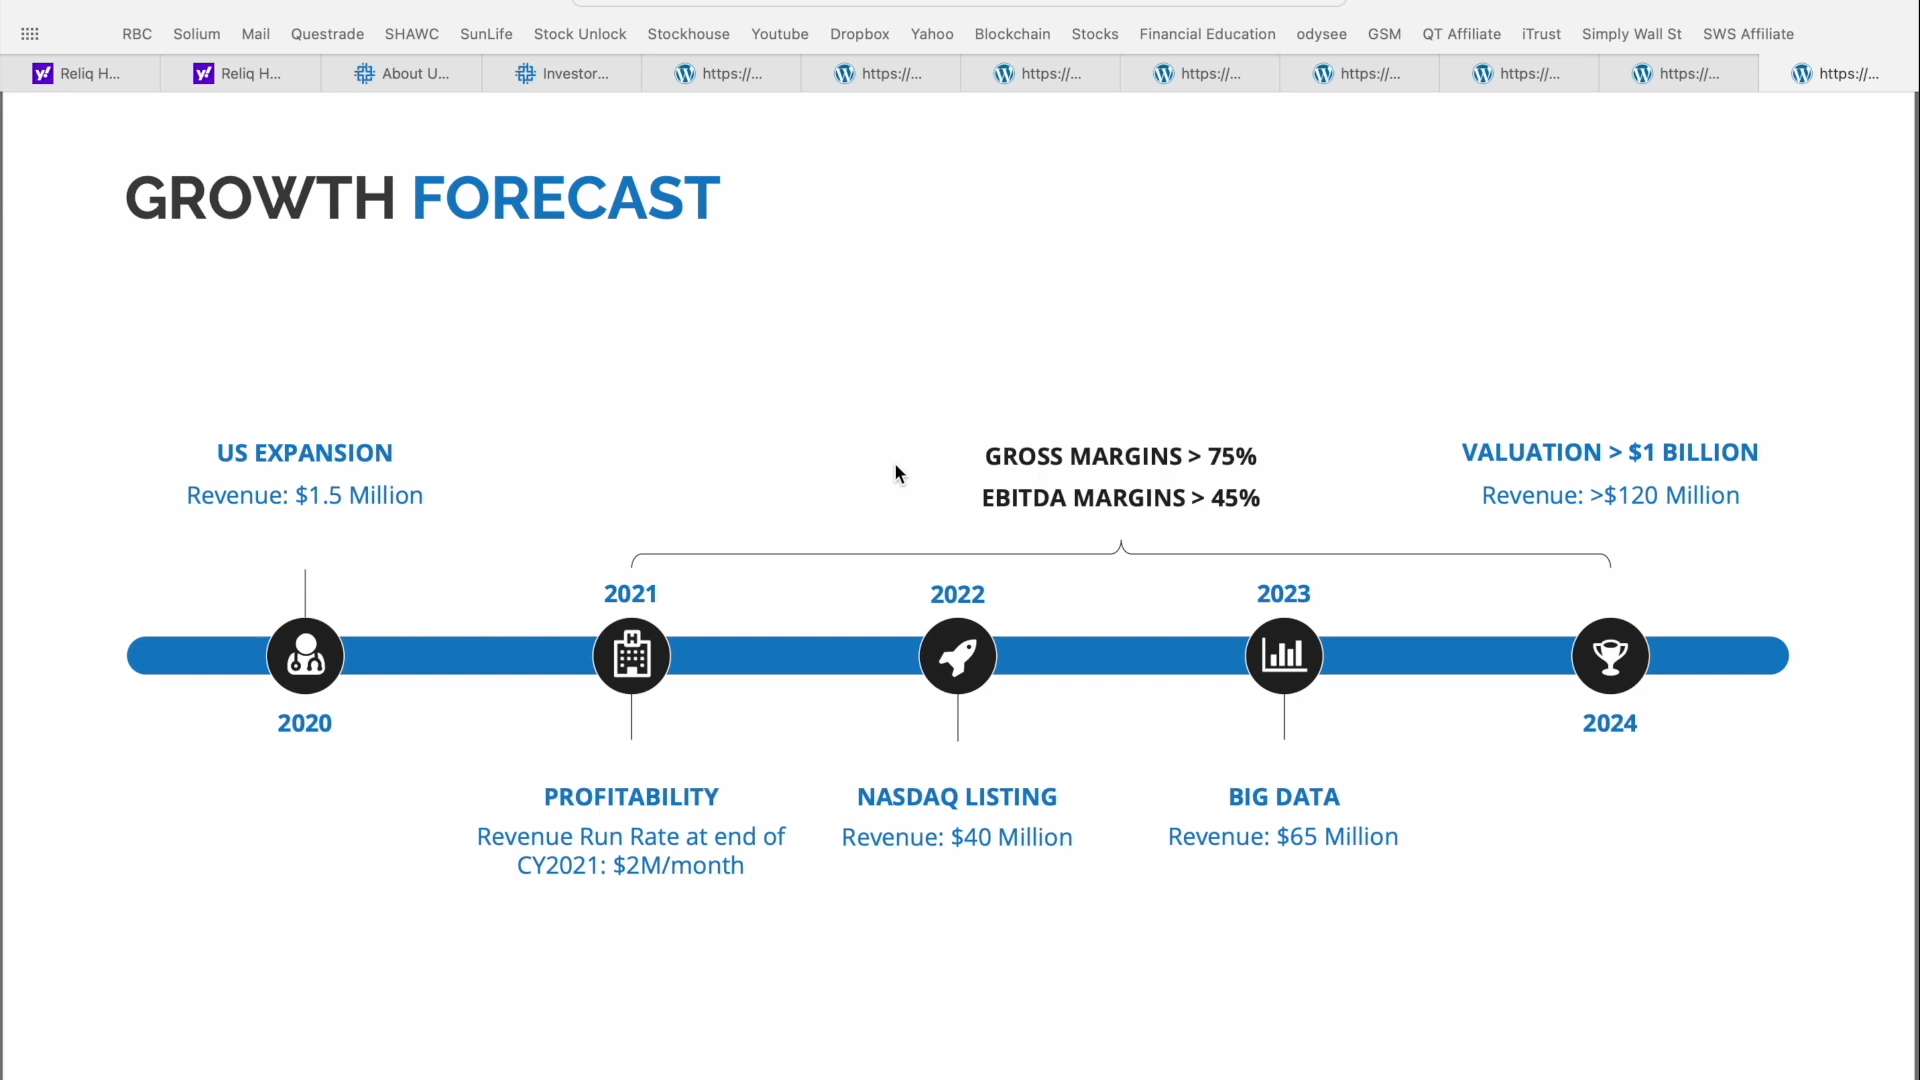 RBC Solium Mail Questrade SHAWC SunLife Stock Unlock Stockhouse Youtube Dropbox Yahoo Blockchain Stocks Financial Education odysee GSM QT Affiliate iTrust Simply Wall St SWS Affiliate
Reliq H... Reliq H... About U... Investor... https://... https://... https://... https://... https://... https://... https://... https://...
GROWTH FORECAST
US EXPANSION
Revenue: $1.5 Million
GROSS MARGINS > 75%
EBITDA MARGINS > 45%
VALUATION > $1 BILLION
Revenue: >$120 Million
2021 2022 2023
H
2020 2024
PROFITABILITY
Revenue Run Rate at end of
CY2021: $2M/month
NASDAQ LISTING
Revenue: $40 Million
BIG DATA
Revenue: $65 Million